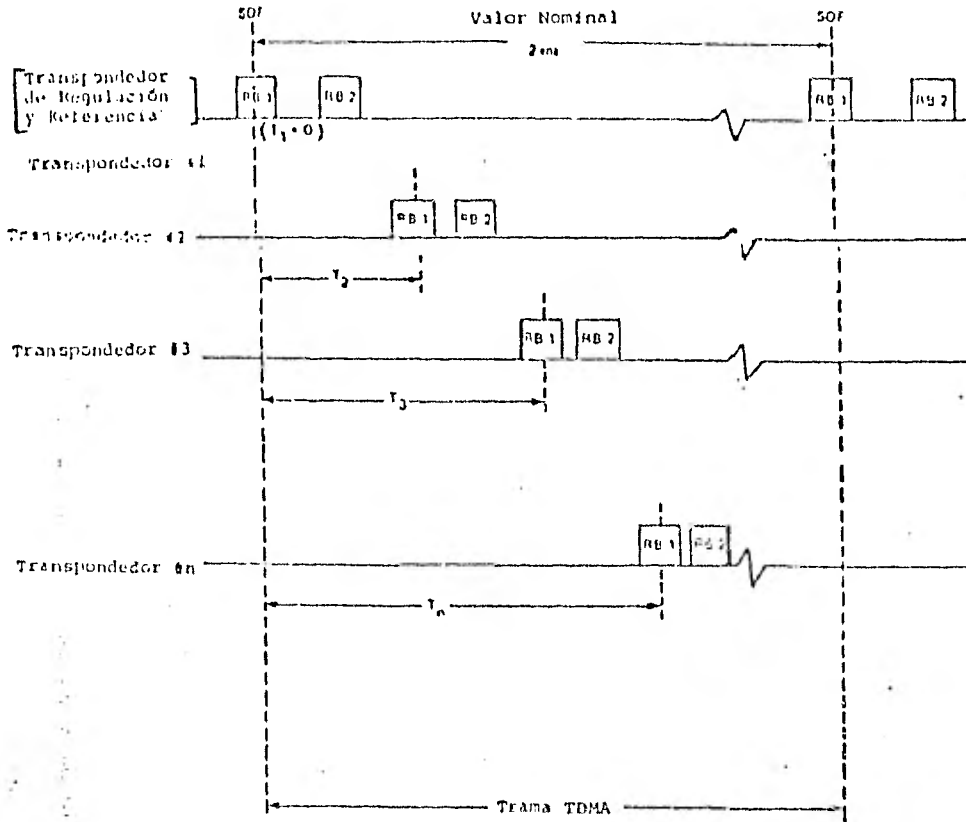 SOF
Valor Nominal
SOF
2 ms
Transpondedor
de Regulación
y Referencia
RB 1
RB 2
RB 1
RB 2
(T₁=0)
Transpondedor #1
RB 1
RB 2
Transpondedor #2
T₂
RB 1
RB 2
Transpondedor #3
T₃
RB 1
RB 2
Transpondedor #n
Tₙ
Trama TDMA